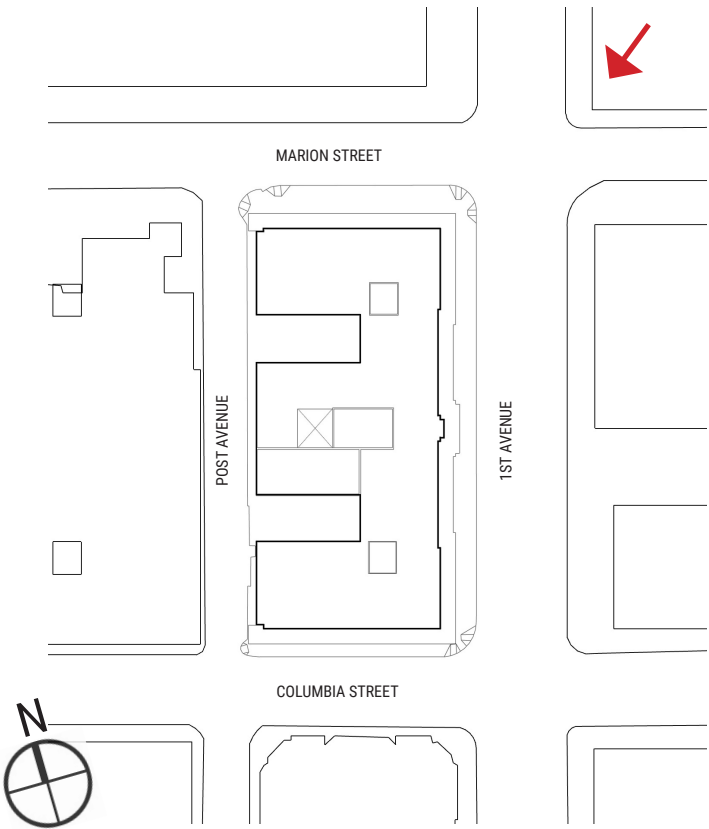 MARION STREET
POST AVENUE
1ST AVENUE
COLUMBIA STREET
N